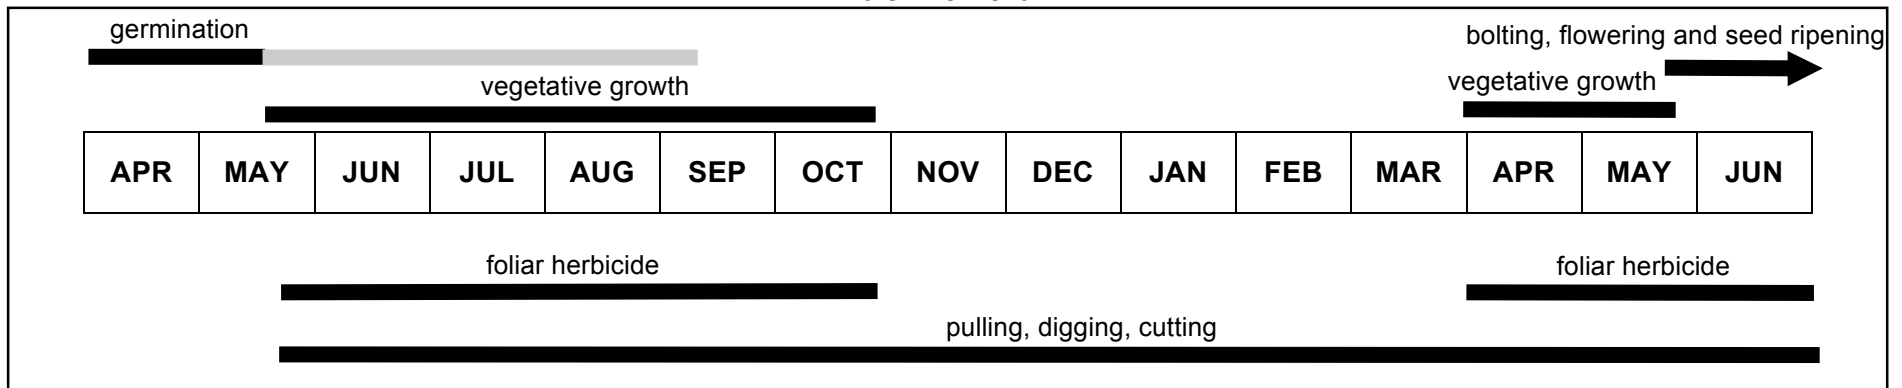 germination
bolting, flowering and seed ripening
vegetative growth
vegetative growth
APR MAY JUN JUL AUG SEP OCT NOV DEC JAN FEB MAR APR MAY JUN
foliar herbicide
foliar herbicide
pulling, digging, cutting